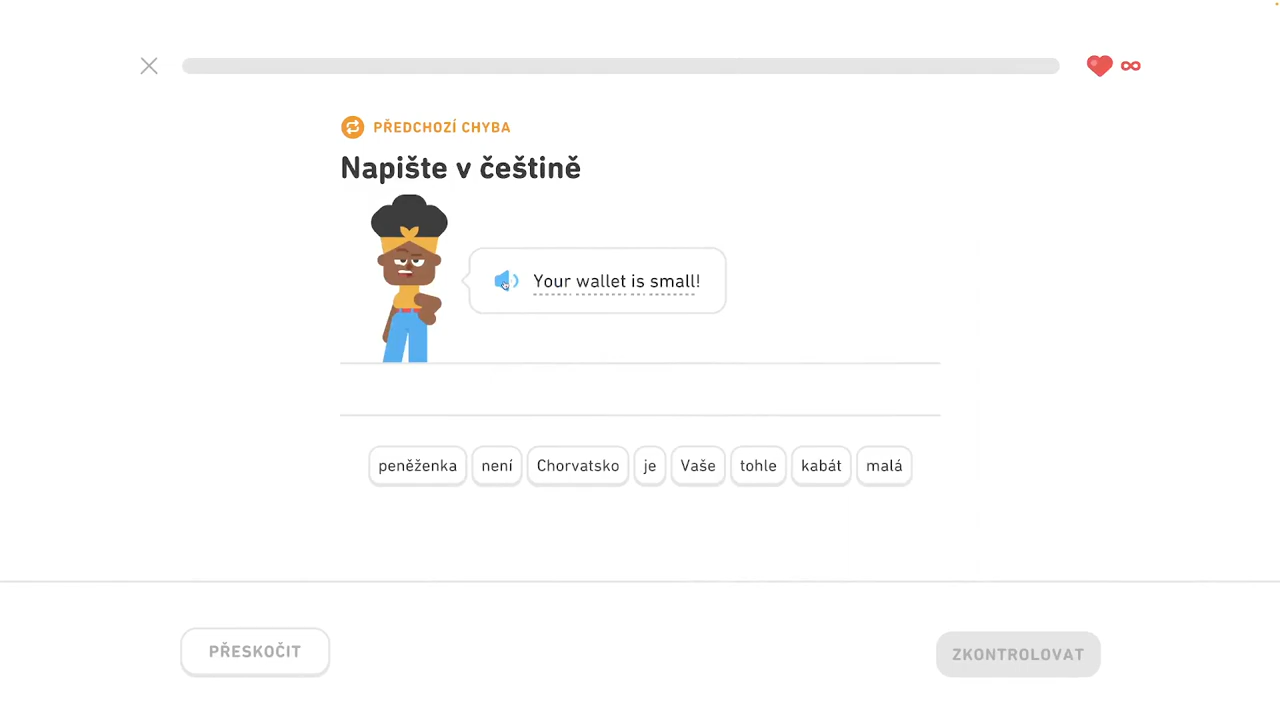 PŘEDCHOZÍ CHYBA
Napište v češtině
Your wallet is small!
peněženka není Chorvatsko je Vaše tohle kabát malá
PŘESKOČIT
ZKONTROLOVAT